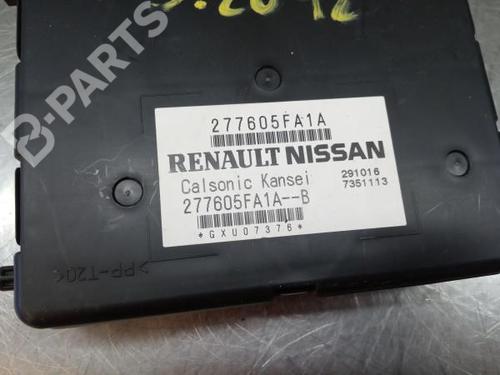 277605FA1A
RENAULT NISSAN
Calsonic Kansei 291016
277605FA1A--B 7351113
*GXU07376*
>PP-T20<
B-PARTS